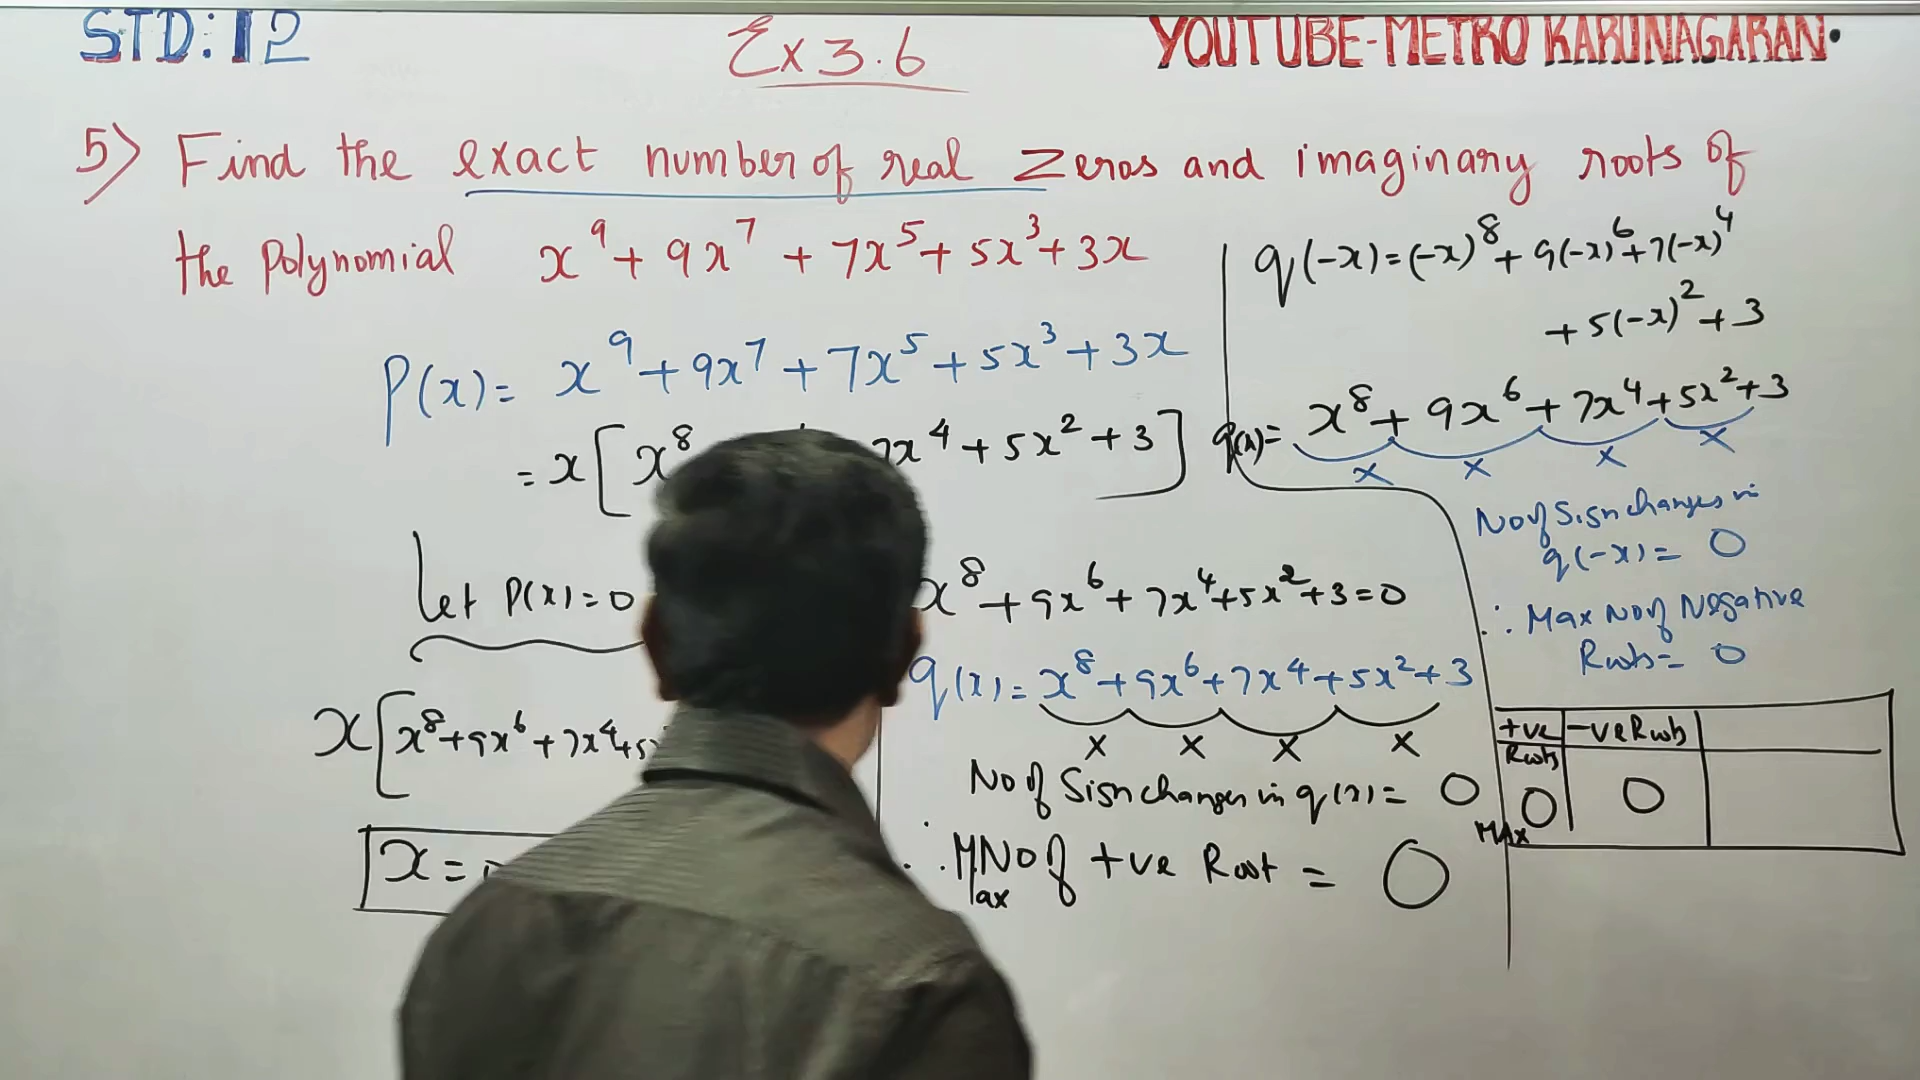 STD: 12
Ex 3.6
YOUTUBE-METRO KARUNAGARAN.
5) Find the exact number of real zeros and imaginary roots of
the polynomial x⁹ + 9x⁷ + 7x⁵ + 5x³ + 3x
P(x) = x⁹ + 9x⁷ + 7x⁵ + 5x³ + 3x
= x[x⁸ 7x⁴ + 5x² + 3]
Let P(x) = 0
x[x⁸ + 9x⁶ + 7x⁴ + 5x
x =
x⁸ + 9x⁶ + 7x⁴ + 5x² + 3 = 0
q(x) = x⁸ + 9x⁶ + 7x⁴ + 5x² + 3
x x x x
No of Sign changes in q(x) = 0
∴ Max No of +ve Root = 0
q(-x) = (-x)⁸ + 9(-x)⁶ + 7(-x)⁴
+ 5(-x)² + 3
= x⁸ + 9x⁶ + 7x⁴ + 5x² + 3
x x x x
No of Sign changes in
q(-x) = 0
∴ Max No of Negative
Roots = 0
+ve Roots -ve Roots
Max 0 0